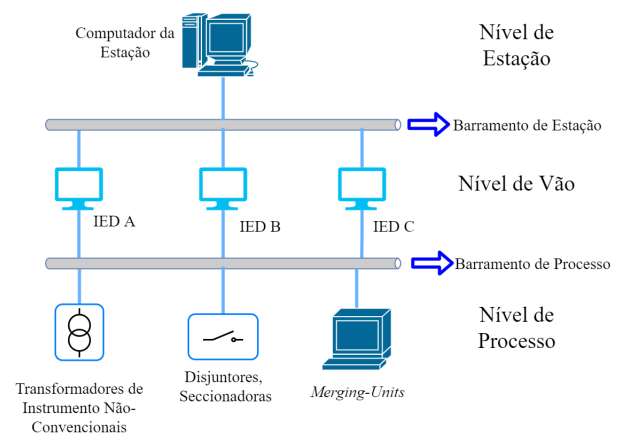 Computador da
Estação
Nível de
Estação
Barramento de Estação
Nível de Vão
IED A
IED B
IED C
Barramento de Processo
Nível de
Processo
Transformadores de
Instrumento Não-
Convencionais
Disjuntores,
Seccionadoras
Merging-Units